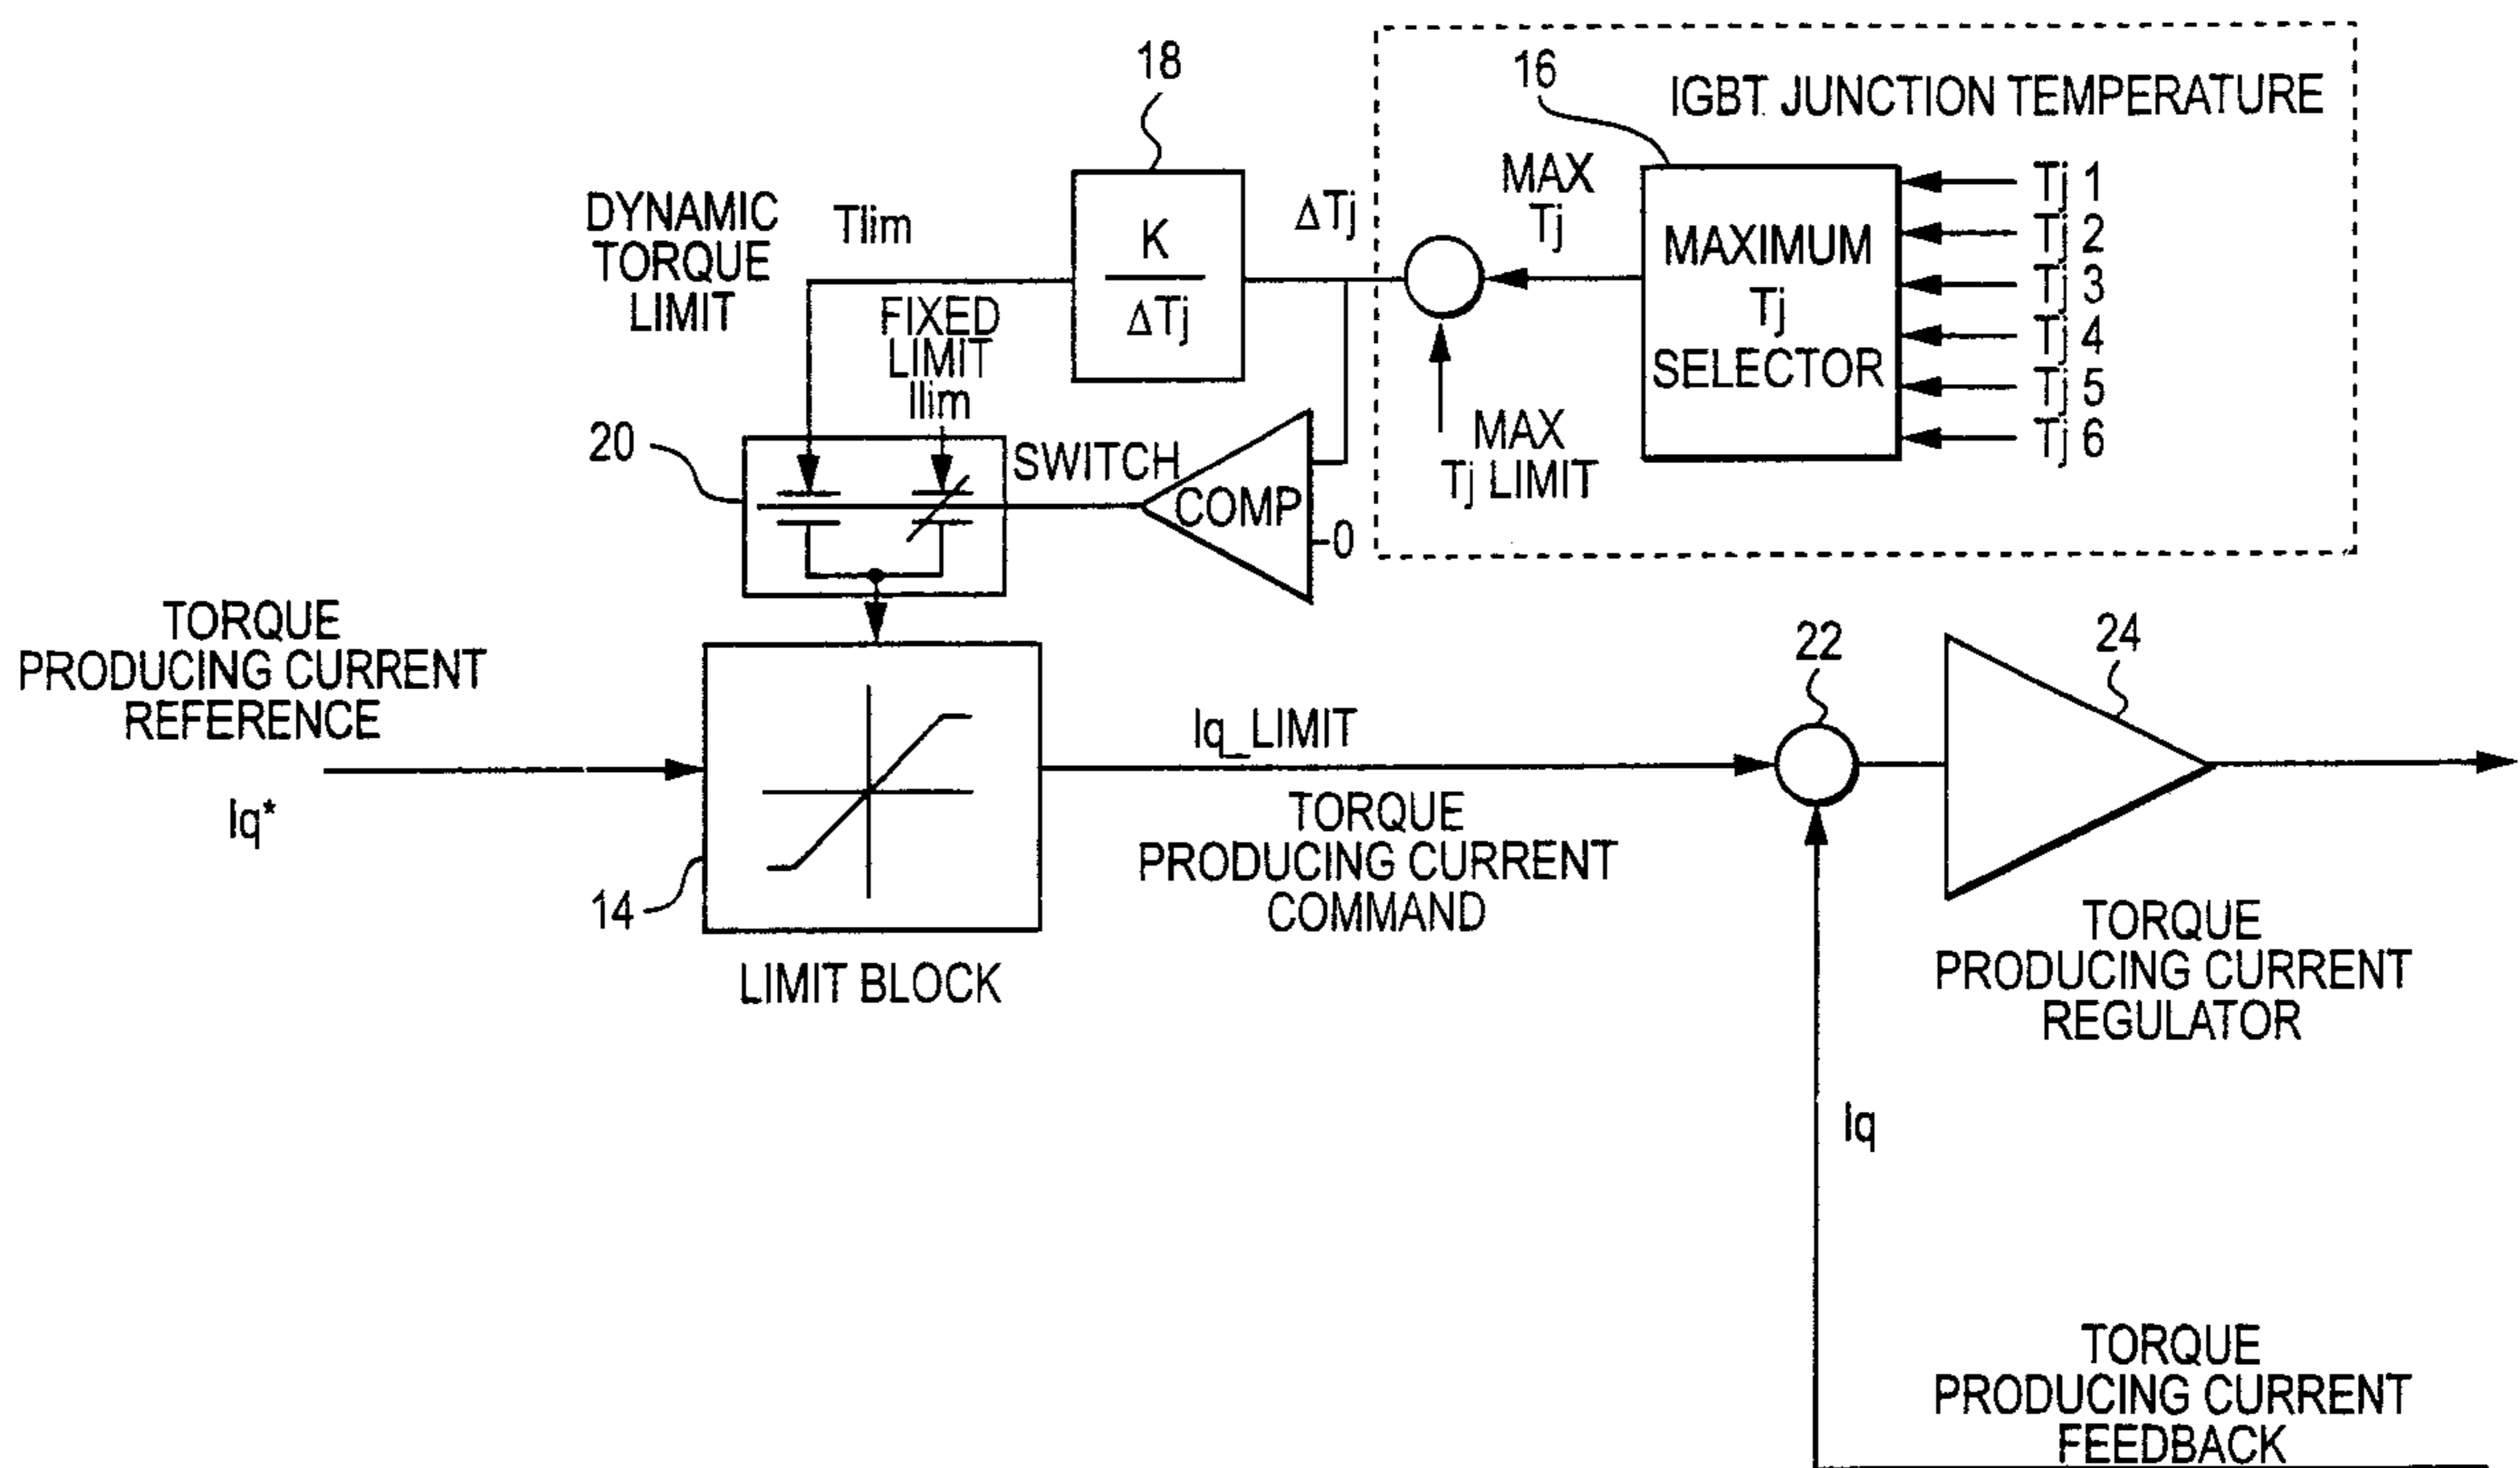 18
16
IGBT JUNCTION TEMPERATURE
DYNAMIC
TORQUE
LIMIT
Tlim
K
ΔTj
ΔTj
MAX
Tj
MAXIMUM
Tj
SELECTOR
Tj 1
Tj 2
Tj 3
Tj 4
Tj 5
Tj 6
FIXED
LIMIT
Ilim
MAX
Tj LIMIT
20
SWITCH
COMP
0
TORQUE
PRODUCING CURRENT
REFERENCE
Iq*
14
LIMIT BLOCK
Iq_LIMIT
TORQUE
PRODUCING CURRENT
COMMAND
22
24
TORQUE
PRODUCING CURRENT
REGULATOR
Iq
TORQUE
PRODUCING CURRENT
FEEDBACK